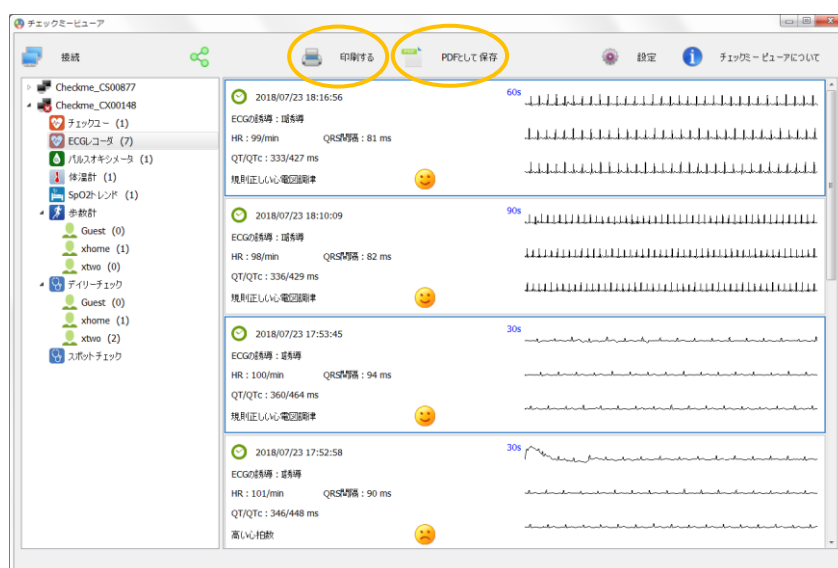 チェックミービューア
接続
印刷する
PDFとして保存
設定
チェックミービューアについて
Checkme_CS00877
Checkme_CX00148
チェックユー (1)
ECGレコーダ (7)
パルスオキシメータ (1)
体温計 (1)
SpO2トレンド (1)
歩数計
Guest (0)
xhome (1)
xtwo (0)
デイリーチェック
Guest (0)
xhome (1)
xtwo (2)
スポットチェック
2018/07/23 18:16:56
60s
ECGの誘導：
HR : 99/min QRS間隔 : 81 ms
QT/QTc : 333/427 ms
規則正しい心電図調律
2018/07/23 18:10:09
90s
ECGの誘導：
HR : 98/min QRS間隔 : 82 ms
QT/QTc : 336/429 ms
規則正しい心電図調律
2018/07/23 17:53:45
30s
ECGの誘導：
HR : 100/min QRS間隔 : 94 ms
QT/QTc : 360/464 ms
規則正しい心電図調律
2018/07/23 17:52:58
30s
ECGの誘導：
HR : 101/min QRS間隔 : 90 ms
QT/QTc : 346/448 ms
高い心拍数